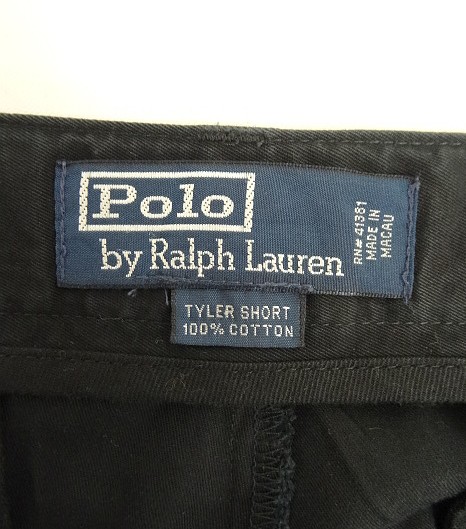 Polo
by Ralph Lauren
RN# 41381
MADE IN
MACAU
TYLER SHORT
100% COTTON